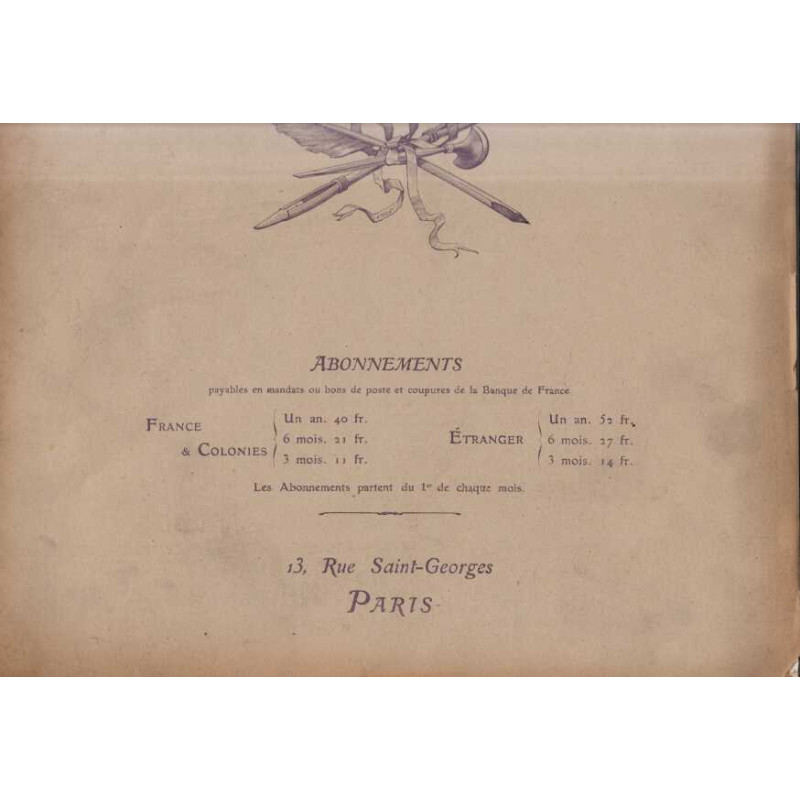 ABONNEMENTS
payables en mandats ou bons de poste et coupures de la Banque de France
FRANCE & COLONIES
Un an. 40 fr.
6 mois. 21 fr.
3 mois. 11 fr.
ÉTRANGER
Un an. 52 fr.
6 mois. 27 fr.
3 mois. 14 fr.
Les Abonnements partent du 1er de chaque mois.
13, Rue Saint-Georges
PARIS